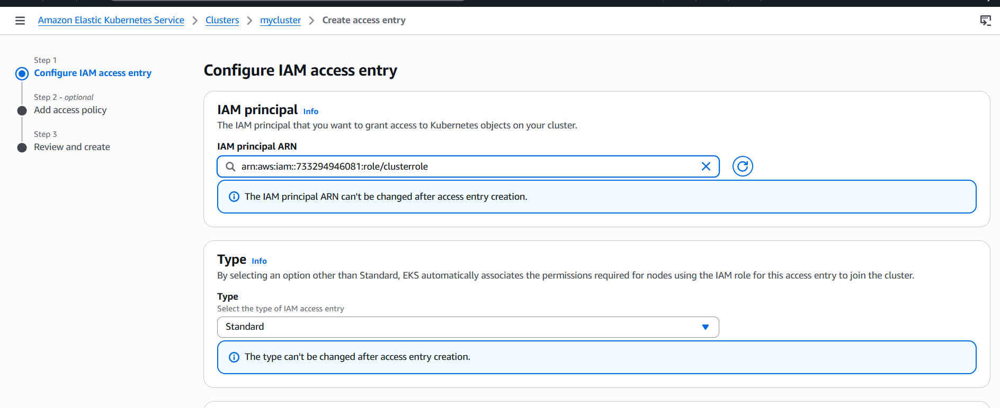 Amazon Elastic Kubernetes Service > Clusters > mycluster > Create access entry
Step 1
Configure IAM access entry
Step 2 - optional
Add access policy
Step 3
Review and create
Configure IAM access entry
IAM principal Info
The IAM principal that you want to grant access to Kubernetes objects on your cluster.
IAM principal ARN
arn:aws:iam::733294946081:role/clusterrole
The IAM principal ARN can't be changed after access entry creation.
Type Info
By selecting an option other than Standard, EKS automatically associates the permissions required for nodes using the IAM role for this access entry to join the cluster.
Type
Select the type of IAM access entry
Standard
The type can't be changed after access entry creation.